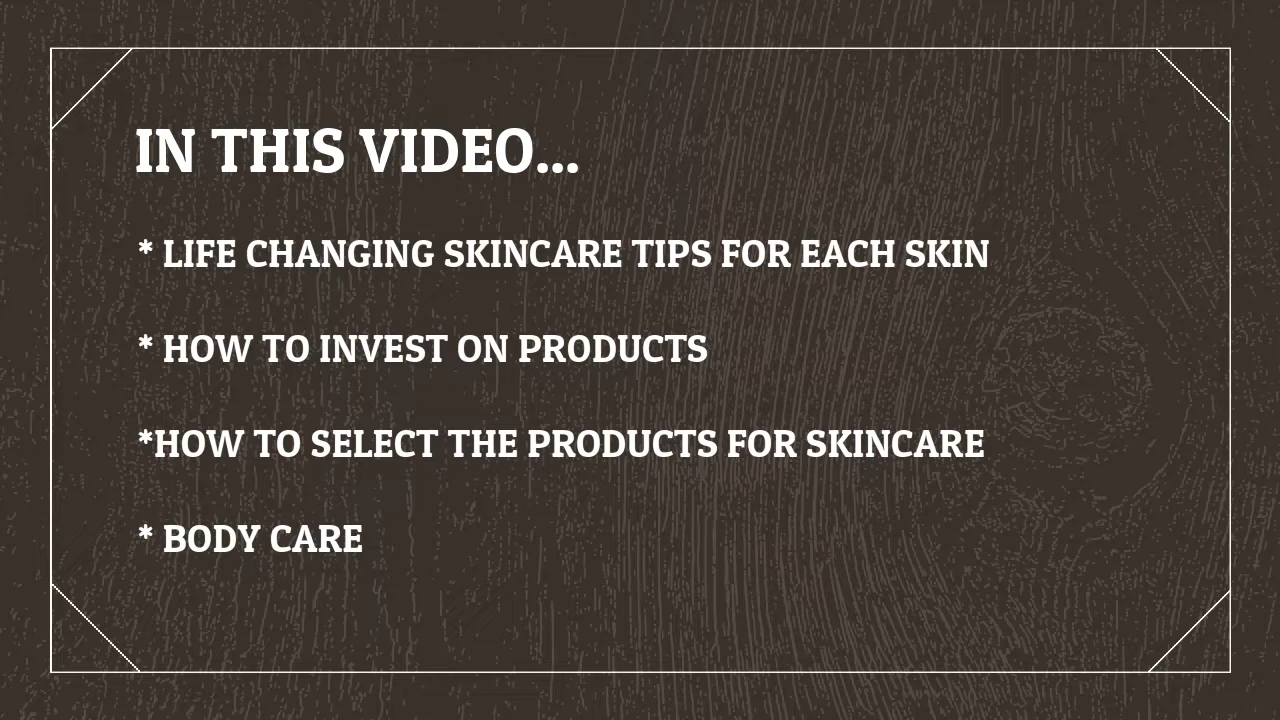 IN THIS VIDEO...
* LIFE CHANGING SKINCARE TIPS FOR EACH SKIN
* HOW TO INVEST ON PRODUCTS
*HOW TO SELECT THE PRODUCTS FOR SKINCARE
* BODY CARE